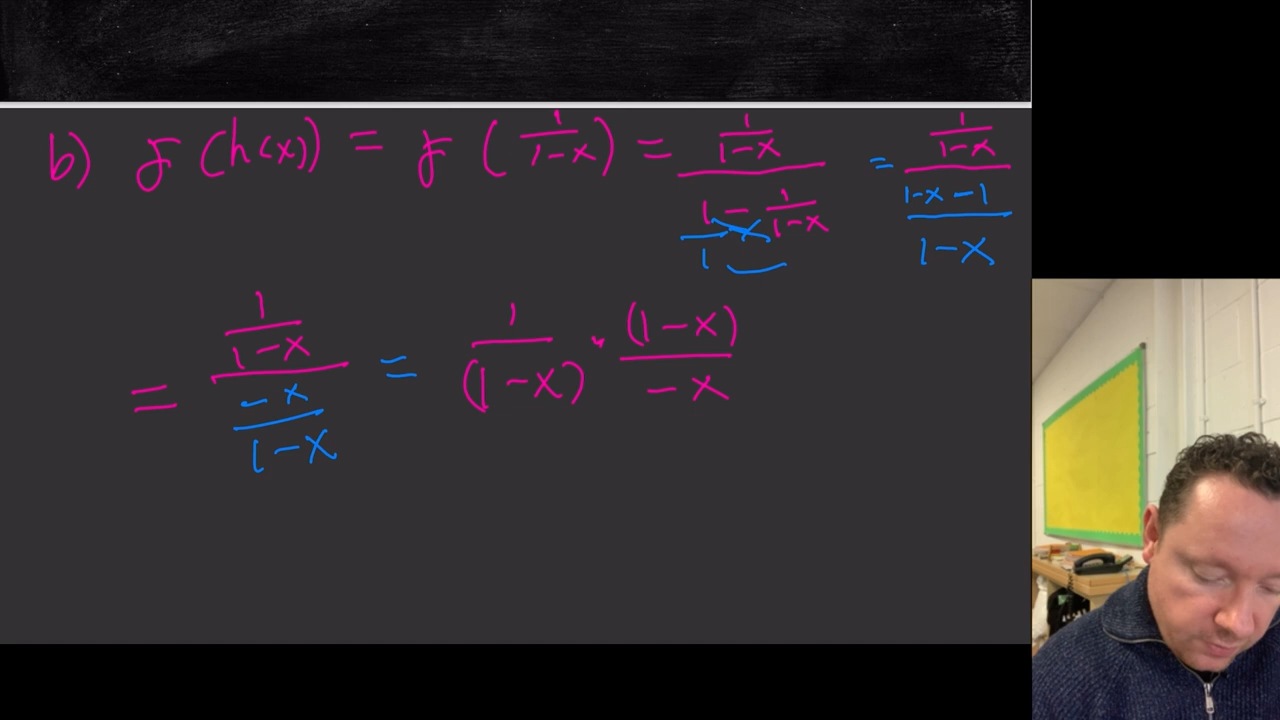 b) g(h(x)) = g(1/(1-x)) = (1/(1-x))/(1 - 1/(1-x)) = (1/(1-x))/((1-x-1)/(1-x))
= (1/(1-x))/((-x)/(1-x)) = 1/(1-x) · (1-x)/(-x)